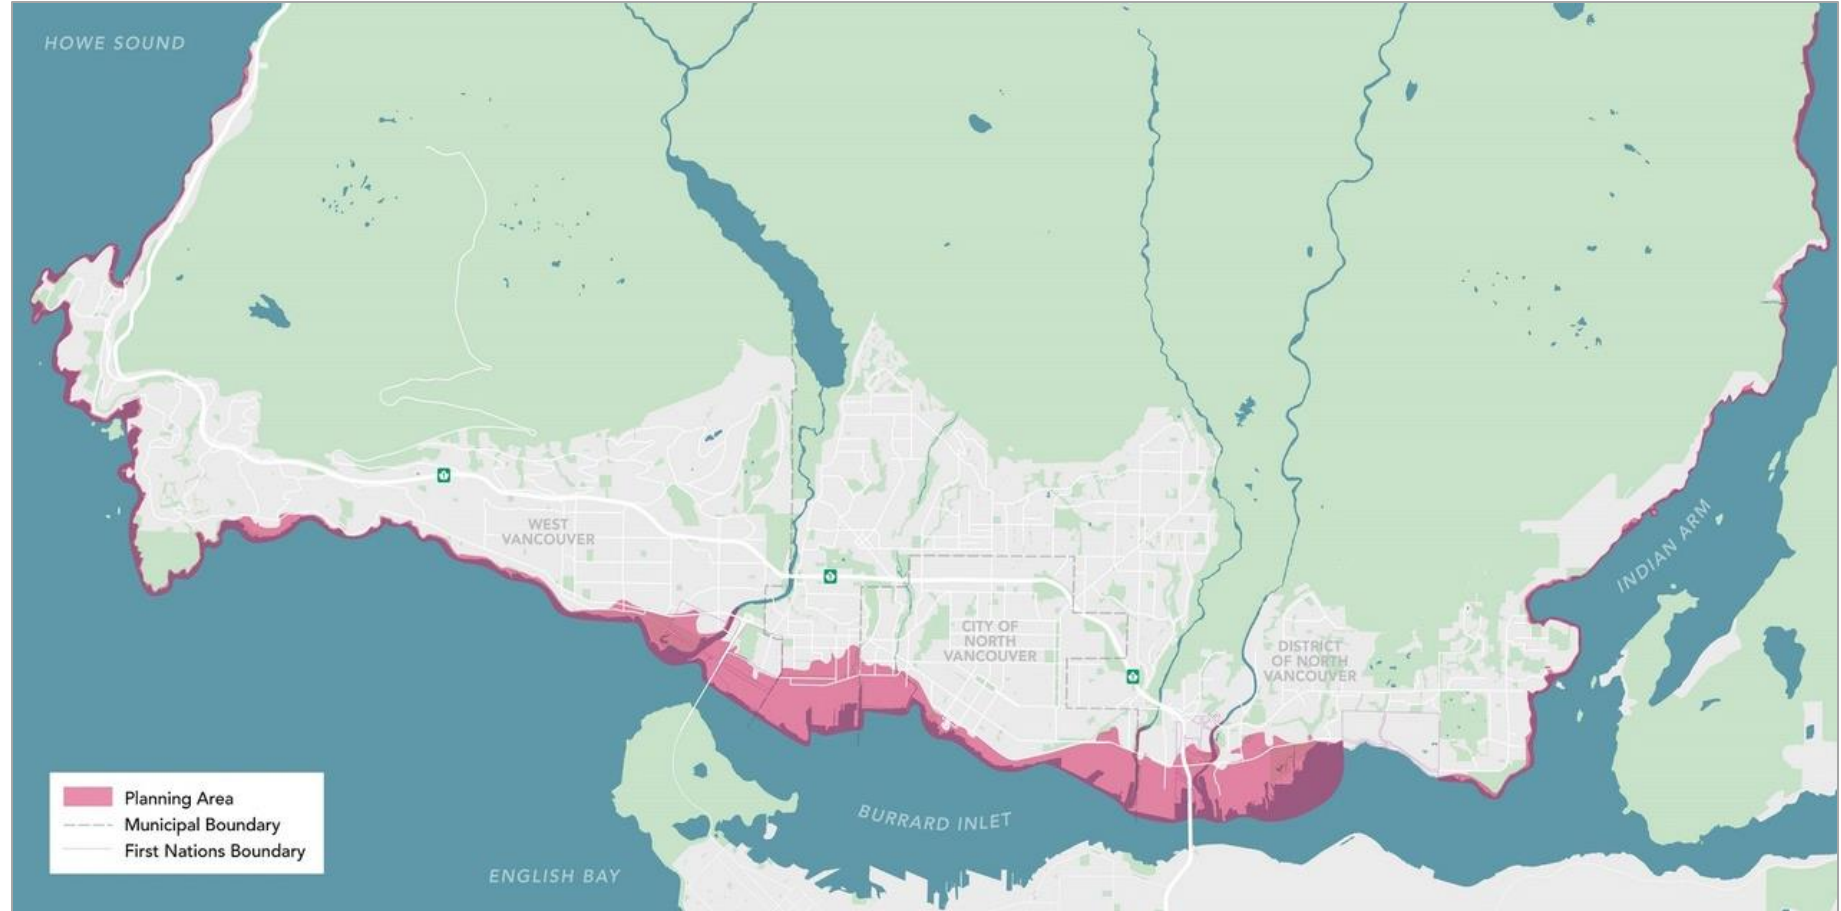 HOWE SOUND
WEST
VANCOUVER
CITY OF
NORTH
VANCOUVER
DISTRICT
OF NORTH
VANCOUVER
INDIAN ARM
BURRARD INLET
ENGLISH BAY
Planning Area
Municipal Boundary
First Nations Boundary